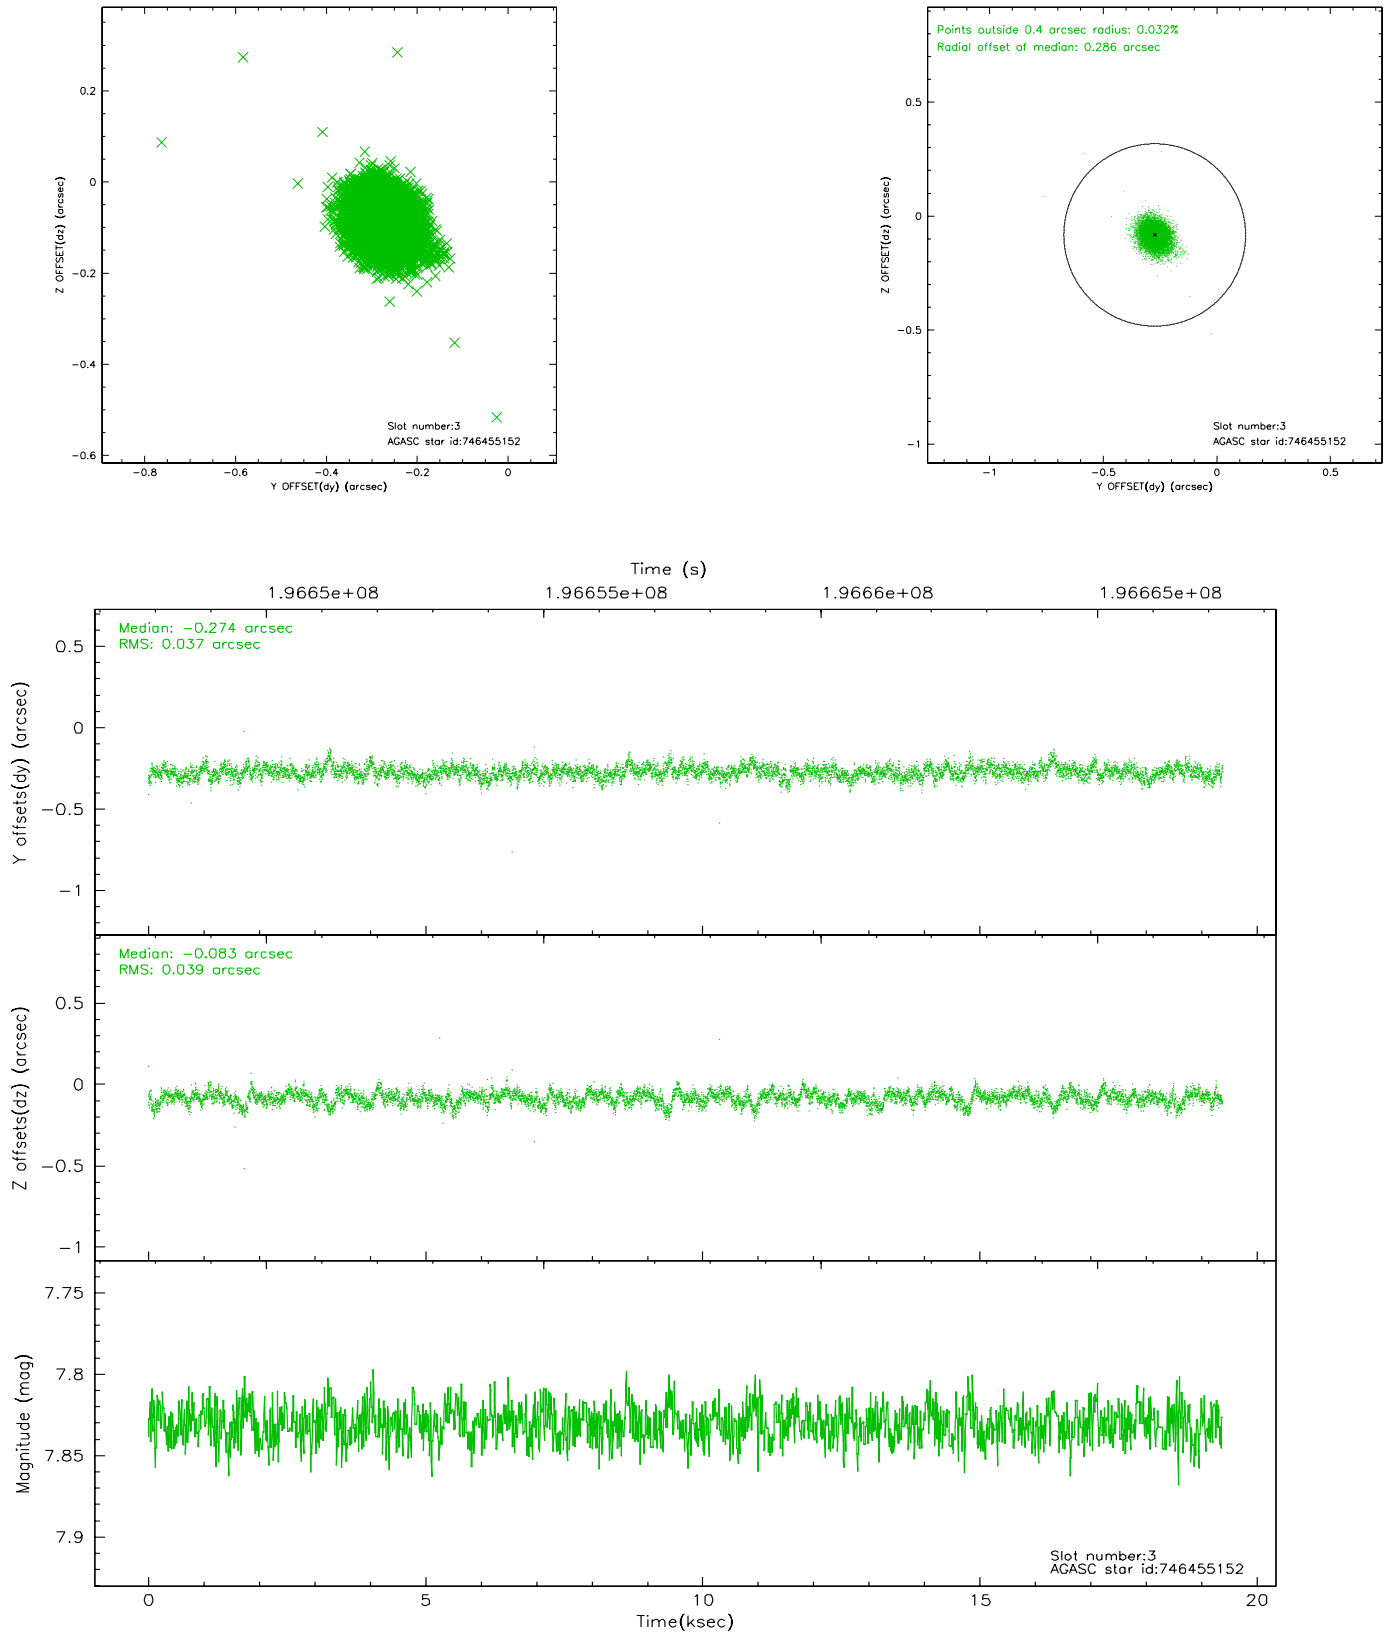 0.2
0
−0.2
−0.4
−0.6
Z OFFSET(dz) (arcsec)
Slot number:3
AGASC star id:746455152
−0.8
−0.6
−0.4
−0.2
0
Y OFFSET(dy) (arcsec)
Points outside 0.4 arcsec radius: 0.032%
Radial offset of median: 0.286 arcsec
0.5
0
−0.5
−1
Z OFFSET(dz) (arcsec)
Slot number:3
AGASC star id:746455152
−1
−0.5
0
0.5
Y OFFSET(dy) (arcsec)
Time (s)
1.9665e+08
1.96655e+08
1.9666e+08
1.96665e+08
Median: −0.274 arcsec
RMS: 0.037 arcsec
0.5
0
−0.5
−1
Y offsets(dy) (arcsec)
Median: −0.083 arcsec
RMS: 0.039 arcsec
0.5
0
−0.5
−1
Z offsets(dz) (arcsec)
7.75
7.8
7.85
7.9
Magnitude (mag)
Slot number:3
AGASC star id:746455152
0
5
10
15
20
Time(ksec)